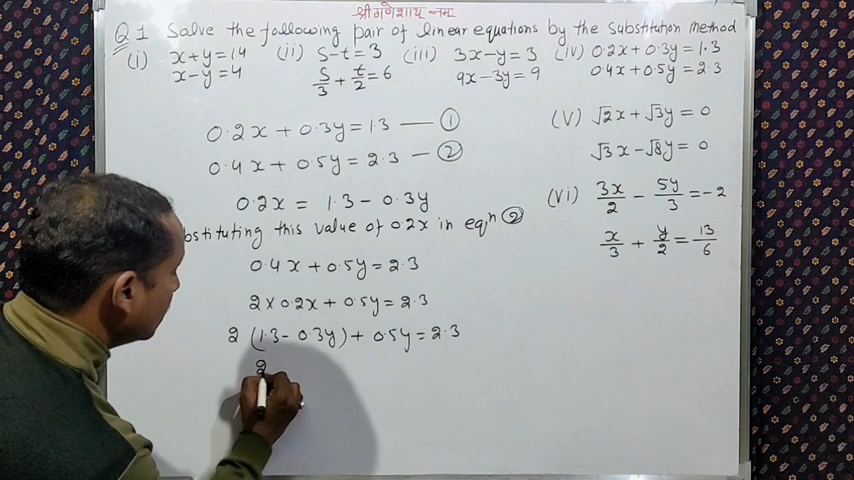 श्री गणेशाय नमः
Q1 Solve the following pair of linear equations by the substitution method
(i) x+y=14 (ii) s-t=3 (iii) 3x-y=3 (iv) 0.2x+0.3y=1.3
x-y=4 s/3 + t/2 = 6 9x-3y=9 0.4x+0.5y=2.3
0.2x + 0.3y = 1.3 — ①
0.4x + 0.5y = 2.3 — ②
0.2x = 1.3 - 0.3y
bstituting this value of 0.2x in eqⁿ ②
0.4x + 0.5y = 2.3
2 × 0.2x + 0.5y = 2.3
2 (1.3 - 0.3y) + 0.5y = 2.3
2
(V) √2x + √3y = 0
√3x - √8y = 0
(Vi) 3x/2 - 5y/3 = -2
x/3 + y/2 = 13/6